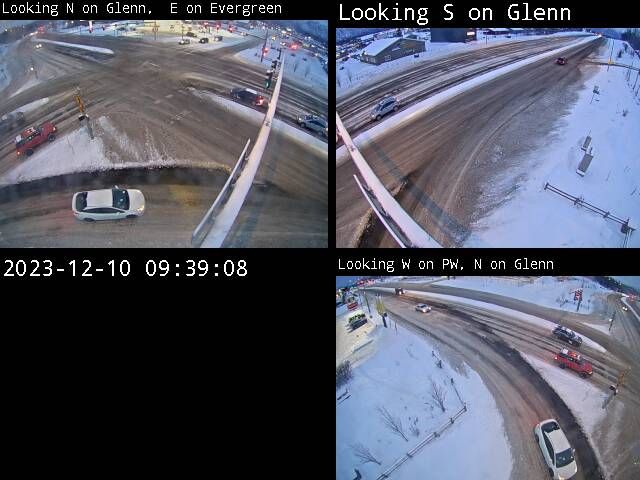 Looking N on Glenn,  E on Evergreen
Looking S on Glenn
2023-12-10 09:39:08
Looking W on PW, N on Glenn